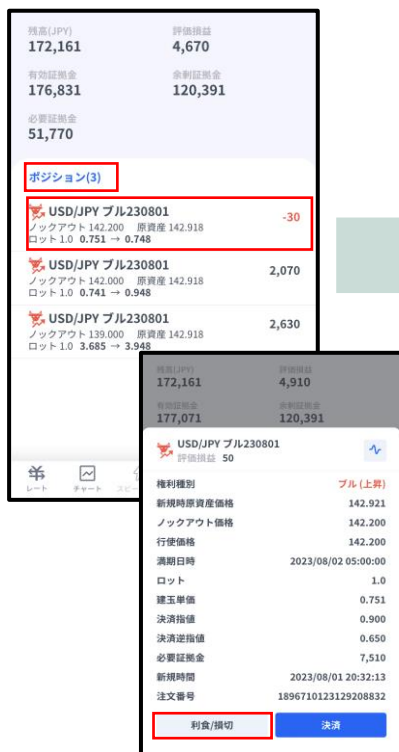 残高(JPY) 評価損益
172,161 4,670
有効証拠金 余剰証拠金
176,831 120,391
必要証拠金
51,770
ポジション(3)
USD/JPY ブル230801
-30
ノックアウト 142.200 原資産 142.918
ロット 1.0 0.751 → 0.748
USD/JPY ブル230801
2,070
ノックアウト 142.000 原資産 142.918
ロット 1.0 0.741 → 0.948
USD/JPY ブル230801
2,630
ノックアウト 139.000 原資産 142.918
ロット 1.0 3.685 → 3.948
レート チャート スピー
残高(JPY) 評価損益
172,161 4,910
有効証拠金 余剰証拠金
177,071 120,391
USD/JPY ブル230801
評価損益 50
権利種別 ブル (上昇)
新規時原資産価格 142.921
ノックアウト価格 142.200
行使価格 142.200
満期日時 2023/08/02 05:00:00
ロット 1.0
建玉単価 0.751
決済指値 0.900
決済逆指値 0.650
必要証拠金 7,510
新規時間 2023/08/01 20:32:13
注文番号 1896710123129208832
利食/損切 決済